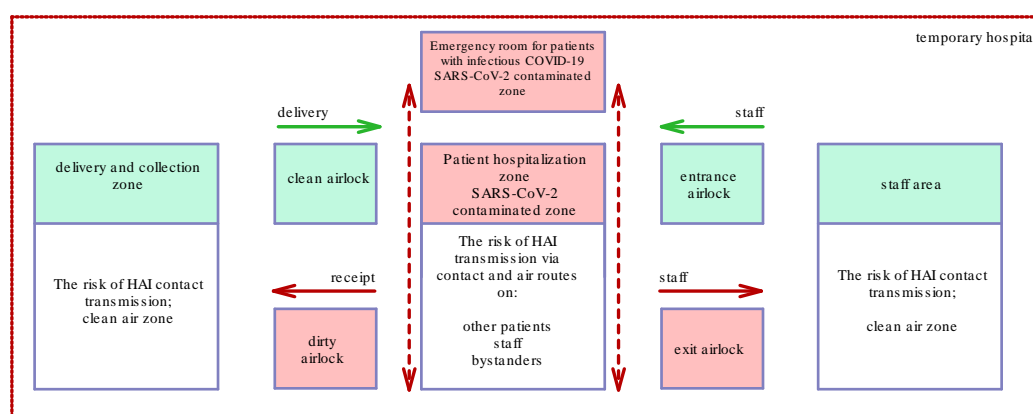 temporary hospita
Emergency room for patients
with infectious COVID-19
SARS-CoV-2 contaminated
zone
delivery
staff
delivery and collection
zone
clean airlock
Patient hospitalization
zone
SARS-CoV-2
contaminated zone
entrance
airlock
staff area
The risk of HAI contact
transmission;
clean air zone
receipt
dirty
airlock
The risk of HAI
transmission via
contact and air routes
on:
other patients
staff
bystanders
staff
exit airlock
The risk of HAI contact
transmission;
clean air zone